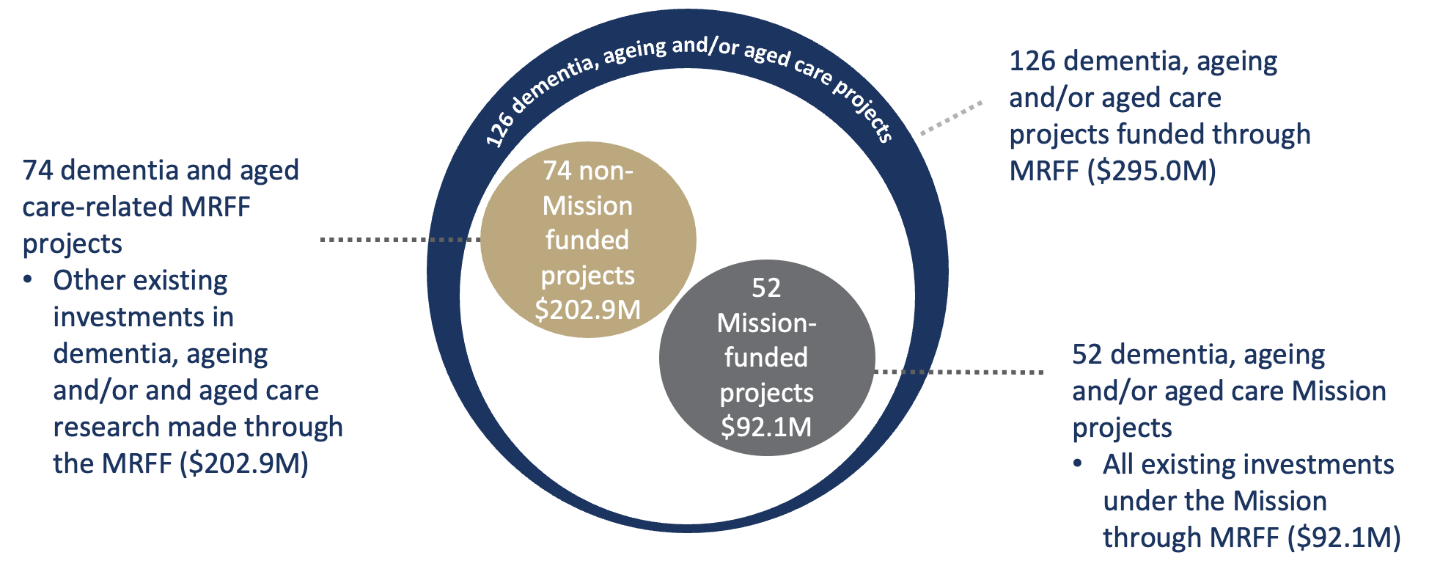 126 dementia, ageing and/or aged care projects
126 dementia, ageing
and/or aged care
projects funded through
MRFF ($295.0M)
74 dementia and aged
care-related MRFF
projects
• Other existing
investments in
dementia, ageing
and/or and aged care
research made through
the MRFF ($202.9M)
74 non-
Mission
funded
projects
$202.9M
52
Mission-
funded
projects
$92.1M
52 dementia, ageing
and/or aged care Mission
projects
• All existing investments
under the Mission
through MRFF ($92.1M)